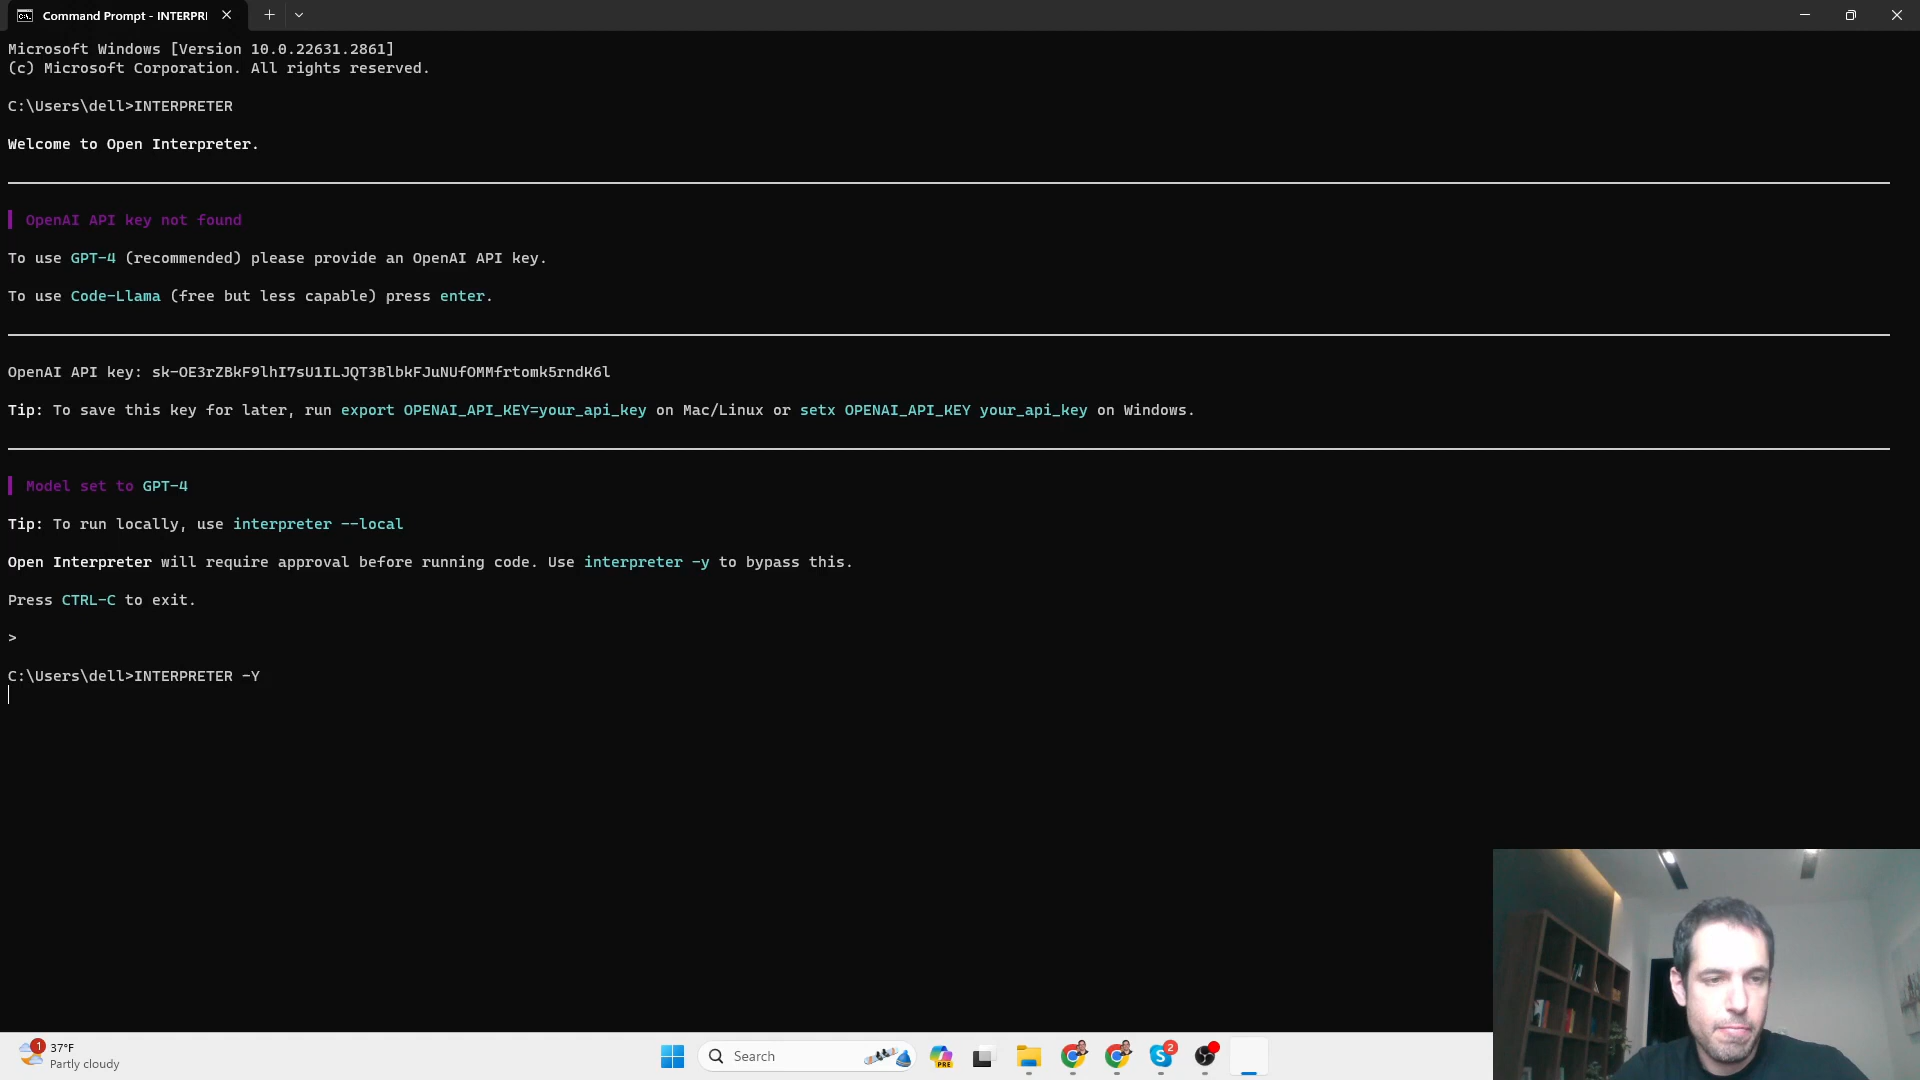 Command Prompt - INTERPRI
Microsoft Windows [Version 10.0.22631.2861]
(c) Microsoft Corporation. All rights reserved.
C:\Users\dell>INTERPRETER
Welcome to Open Interpreter.
OpenAI API key not found
To use GPT-4 (recommended) please provide an OpenAI API key.
To use Code-Llama (free but less capable) press enter.
OpenAI API key: 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
Tip: To save this key for later, run export OPENAI_API_KEY=your_api_key on Mac/Linux or setx OPENAI_API_KEY your_api_key on Windows.
Model set to GPT-4
Tip: To run locally, use interpreter --local
Open Interpreter will require approval before running code. Use interpreter -y to bypass this.
Press CTRL-C to exit.
>
C:\Users\dell>INTERPRETER -Y
1
37°F
Partly cloudy
Search
PRE
S
2